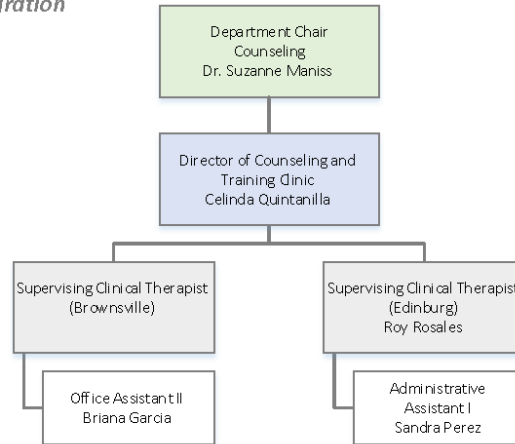 Department Chair
Counseling
Dr. Suzanne Maniss
Director of Counseling and
Training Clinic
Celinda Quintanilla
Supervising Clinical Therapist
(Brownsville)
Supervising Clinical Therapist
(Edinburg)
Roy Rosales
Office Assistant II
Briana Garcia
Administrative
Assistant I
Sandra Perez